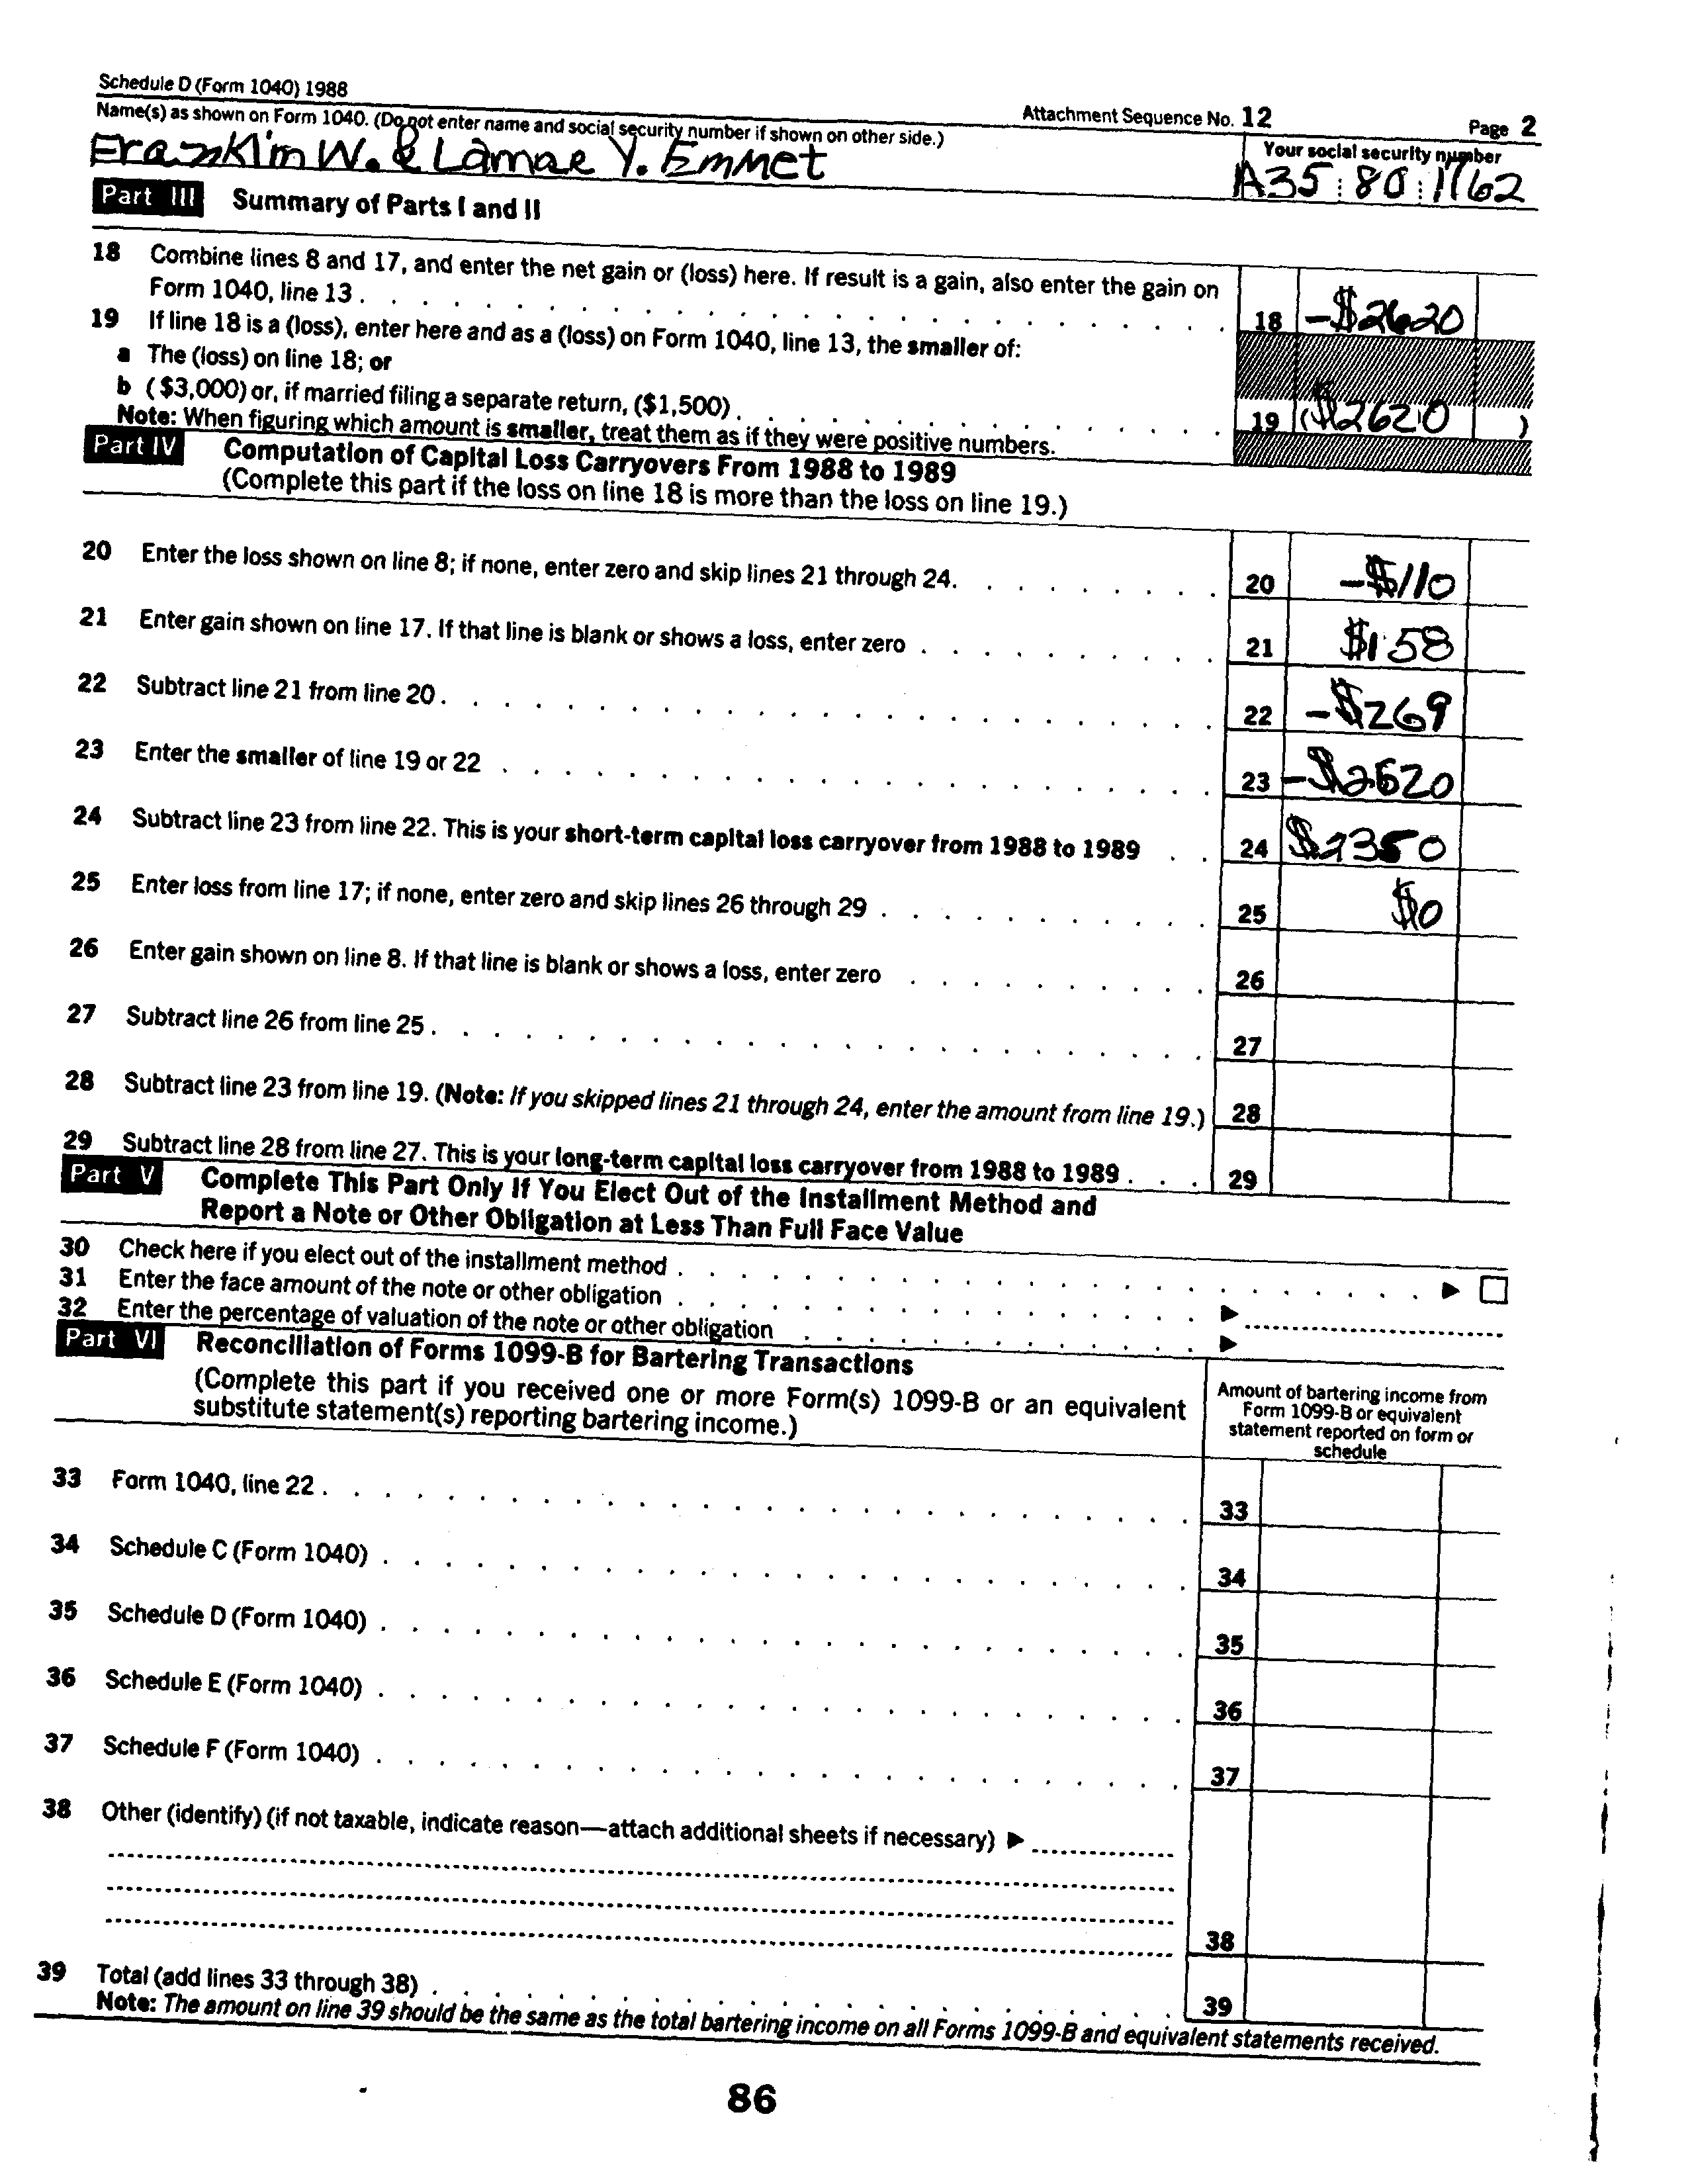 Schedule D (Form 1040) 1988
Attachment Sequence No. 12
Page 2
Name(s) as shown on Form 1040. (Do not enter name and social security number if shown on other side.)
Your social security number
Franklin W. & Lamae Y. Emmet
A35 80 1762
Part III Summary of Parts I and II
18 Combine lines 8 and 17, and enter the net gain or (loss) here. If result is a gain, also enter the gain on
Form 1040, line 13 . 18 -$2620
19 If line 18 is a (loss), enter here and as a (loss) on Form 1040, line 13, the smaller of:
a The (loss) on line 18; or
b ($3,000) or, if married filing a separate return, ($1,500) . 19 ($2620 )
Note: When figuring which amount is smaller, treat them as if they were positive numbers.
Part IV Computation of Capital Loss Carryovers From 1988 to 1989
(Complete this part if the loss on line 18 is more than the loss on line 19.)
20 Enter the loss shown on line 8; if none, enter zero and skip lines 21 through 24. 20 -$110
21 Enter gain shown on line 17. If that line is blank or shows a loss, enter zero . 21 $158
22 Subtract line 21 from line 20 . 22 -$269
23 Enter the smaller of line 19 or 22 . 23 -$2620
24 Subtract line 23 from line 22. This is your short-term capital loss carryover from 1988 to 1989 . 24 $2350
25 Enter loss from line 17; if none, enter zero and skip lines 26 through 29 . 25 $0
26 Enter gain shown on line 8. If that line is blank or shows a loss, enter zero . 26
27 Subtract line 26 from line 25 . 27
28 Subtract line 23 from line 19. (Note: If you skipped lines 21 through 24, enter the amount from line 19.) 28
29 Subtract line 28 from line 27. This is your long-term capital loss carryover from 1988 to 1989 . 29
Part V Complete This Part Only If You Elect Out of the Installment Method and
Report a Note or Other Obligation at Less Than Full Face Value
30 Check here if you elect out of the installment method . ▶ □
31 Enter the face amount of the note or other obligation . ▶
32 Enter the percentage of valuation of the note or other obligation . ▶
Part VI Reconciliation of Forms 1099-B for Bartering Transactions
(Complete this part if you received one or more Form(s) 1099-B or an equivalent
substitute statement(s) reporting bartering income.)
Amount of bartering income from
Form 1099-B or equivalent
statement reported on form or
schedule
33 Form 1040, line 22 . 33
34 Schedule C (Form 1040) . 34
35 Schedule D (Form 1040) . 35
36 Schedule E (Form 1040) . 36
37 Schedule F (Form 1040) . 37
38 Other (identify) (if not taxable, indicate reason—attach additional sheets if necessary) ▶
38
39 Total (add lines 33 through 38) . 39
Note: The amount on line 39 should be the same as the total bartering income on all Forms 1099-B and equivalent statements received.
86